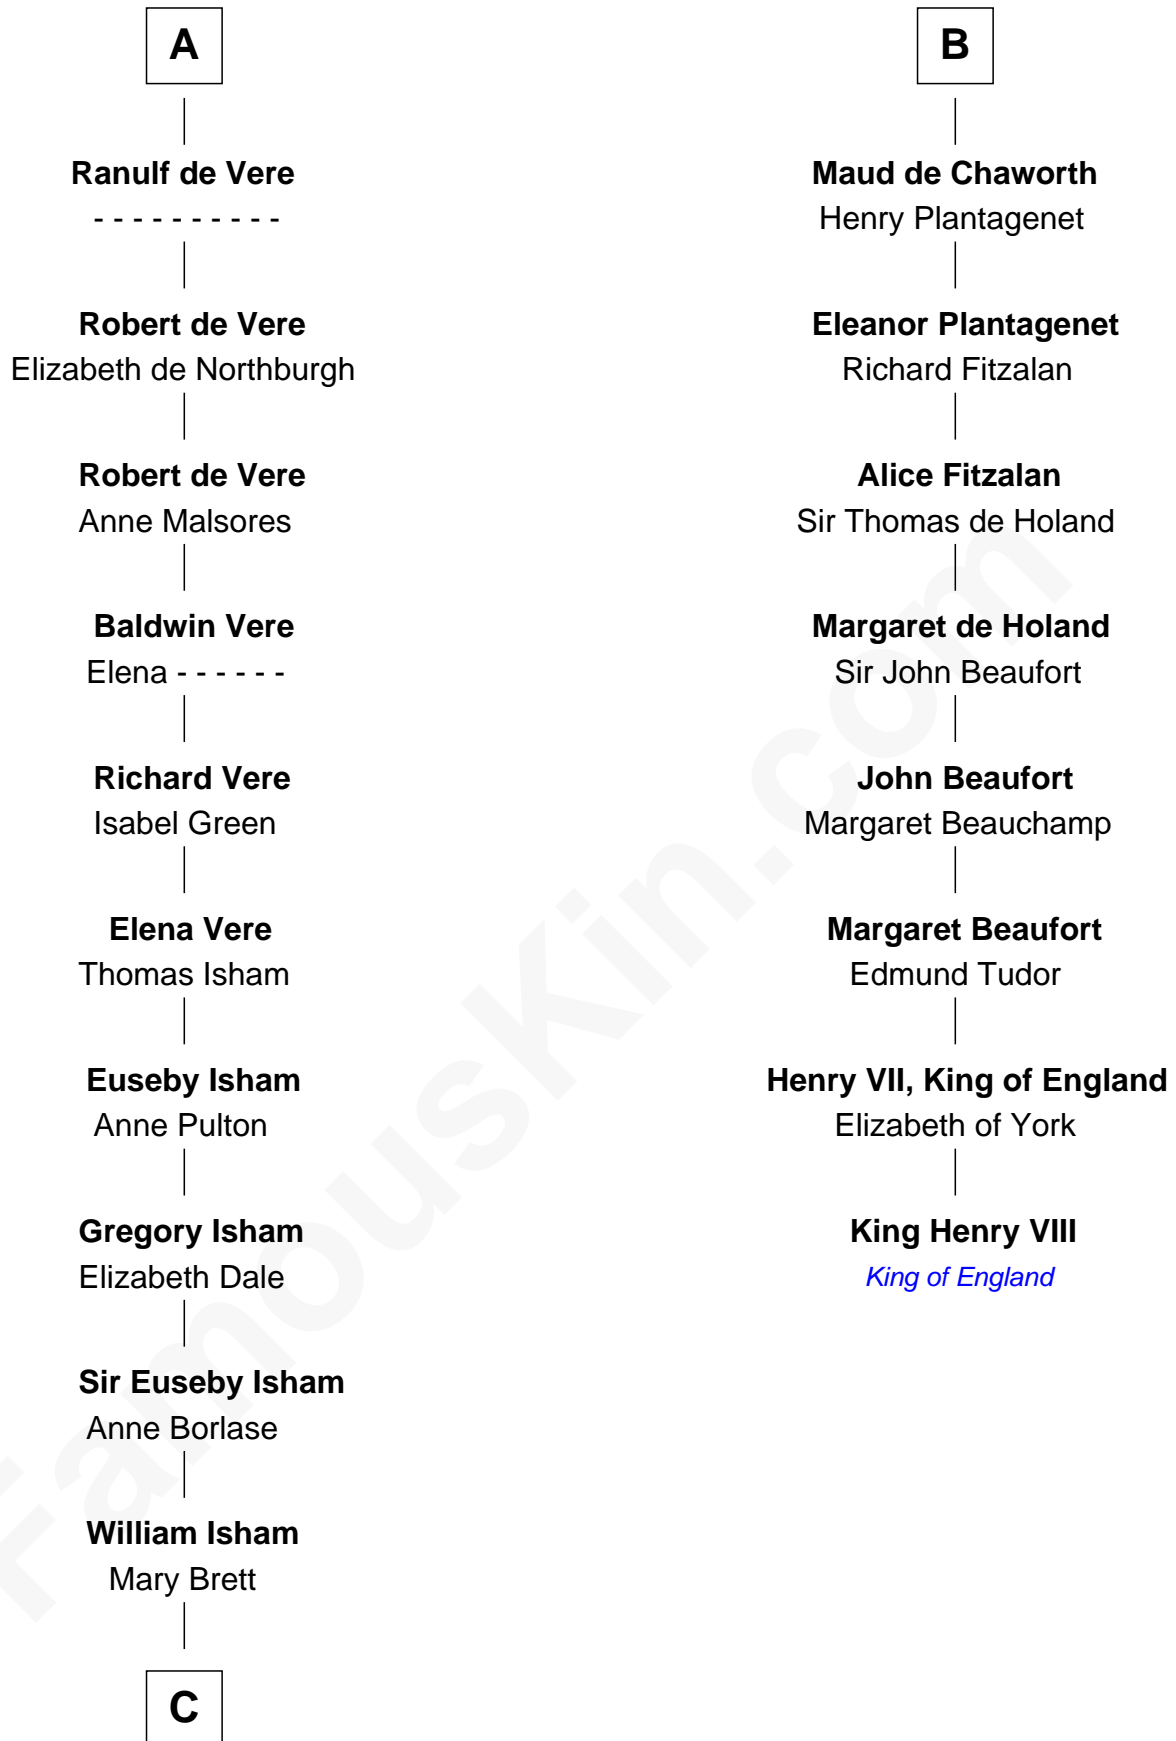 A
Ranulf de Vere
- - - - - - - - - -
Robert de Vere
Elizabeth de Northburgh
Robert de Vere
Anne Malsores
Baldwin Vere
Elena - - - - - -
Richard Vere
Isabel Green
Elena Vere
Thomas Isham
Euseby Isham
Anne Pulton
Gregory Isham
Elizabeth Dale
Sir Euseby Isham
Anne Borlase
William Isham
Mary Brett
C
B
Maud de Chaworth
Henry Plantagenet
Eleanor Plantagenet
Richard Fitzalan
Alice Fitzalan
Sir Thomas de Holand
Margaret de Holand
Sir John Beaufort
John Beaufort
Margaret Beauchamp
Margaret Beaufort
Edmund Tudor
Henry VII, King of England
Elizabeth of York
King Henry VIII
King of England
FamousKin.com